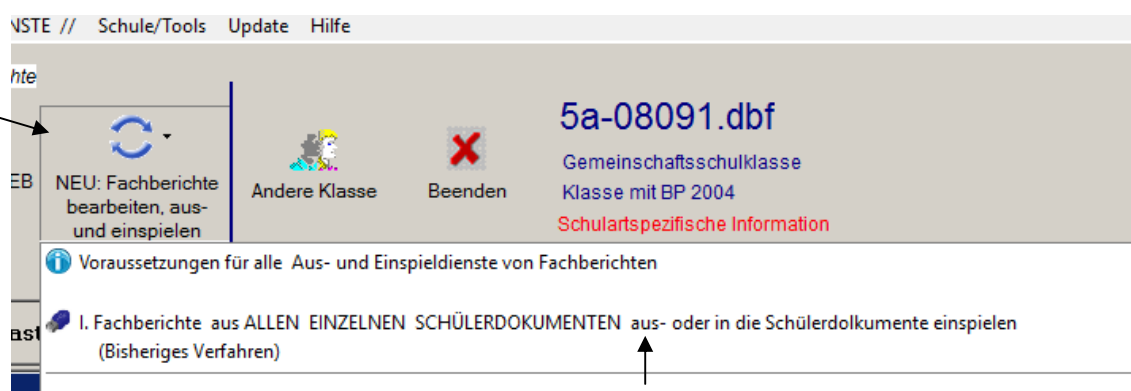 NSTE // Schule/Tools Update Hilfe
hte
5a-08091.dbf
Gemeinschaftsschulklasse
EB NEU: Fachberichte Andere Klasse Beenden Klasse mit BP 2004
bearbeiten, aus-
und einspielen Schulartspezifische Information
Voraussetzungen für alle Aus- und Einspieldienste von Fachberichten
I. Fachberichte aus ALLEN EINZELNEN SCHÜLERDOKUMENTEN aus- oder in die Schülerdolkumente einspielen
ast
(Bisheriges Verfahren)